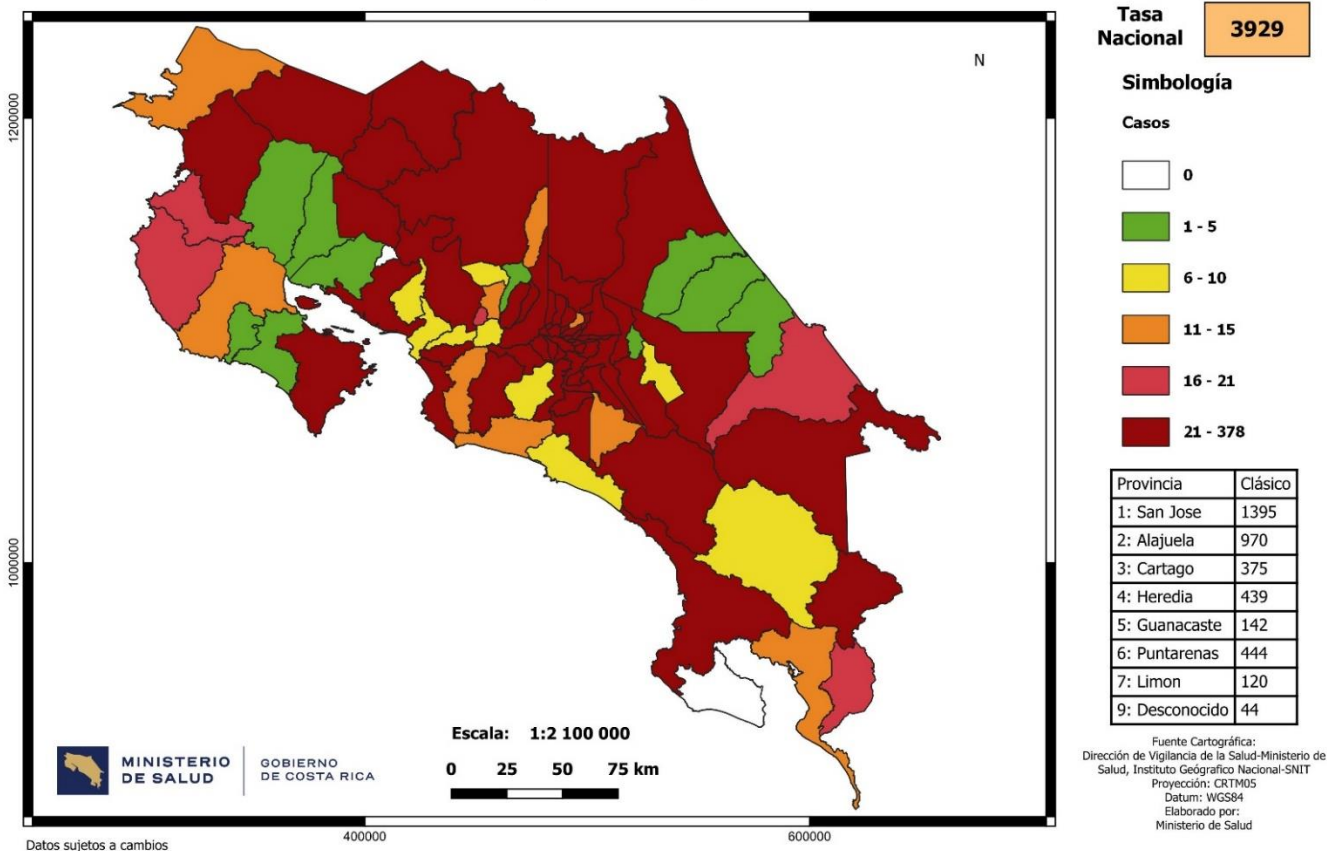 Tasa
Nacional
3929
N
Simbología
Casos
0
1 - 5
6 - 10
11 - 15
16 - 21
21 - 378
Provincia Clásico
1: San Jose 1395
2: Alajuela 970
3: Cartago 375
4: Heredia 439
5: Guanacaste 142
6: Puntarenas 444
7: Limon 120
9: Desconocido 44
Fuente Cartográfica:
Dirección de Vigilancia de la Salud-Ministerio de
Salud, Instituto Geógrafico Nacional-SNIT
Proyección: CRTM05
Datum: WGS84
Elaborado por:
Ministerio de Salud
1200000
1000000
Escala: 1:2 100 000
0 25 50 75 km
MINISTERIO
DE SALUD
GOBIERNO
DE COSTA RICA
400000
600000
Datos sujetos a cambios